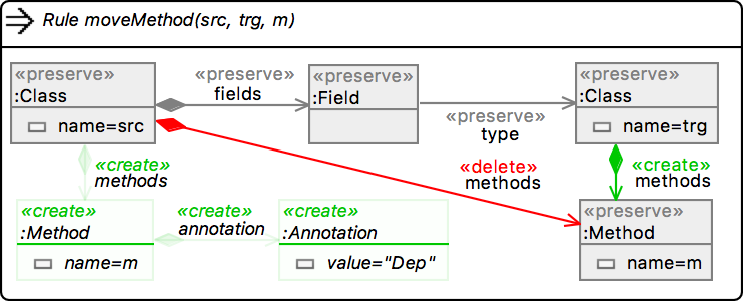 Rule moveMethod(src, trg, m)
«preserve»
:Class
name=src
«preserve»
fields
«preserve»
:Field
«preserve»
type
«preserve»
:Class
name=trg
«create»
methods
«delete»
methods
«create»
methods
«create»
:Method
name=m
«create»
annotation
«create»
:Annotation
value="Dep"
«preserve»
:Method
name=m